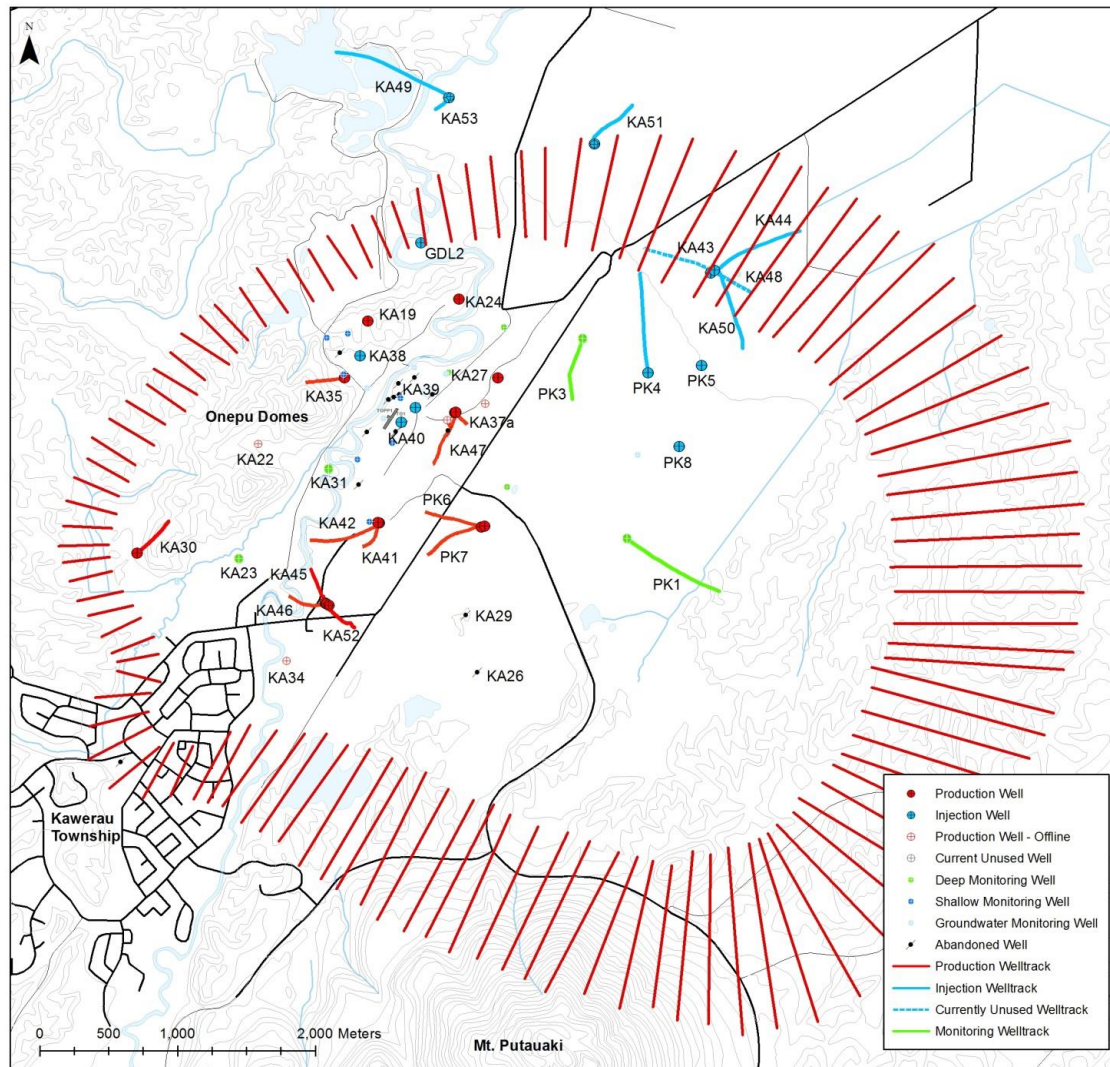 N
KA49
KA53
KA51
KA44
KA43
KA48
GDL2
KA50
KA24
KA19
KA38
KA27
PK5
PK4
PK3
KA39
KA35
Onepu Domes
KA37a
KA40
KA22
KA47
PK8
KA31
PK6
KA42
KA30
KA41
PK7
KA23
PK1
KA45
KA46
KA29
KA52
KA34
KA26
Kawerau
Township
Production Well
Injection Well
Production Well - Offline
Current Unused Well
Deep Monitoring Well
Shallow Monitoring Well
Groundwater Monitoring Well
Abandoned Well
Production Welltrack
Injection Welltrack
Currently Unused Welltrack
Monitoring Welltrack
0 500 1,000 2,000 Meters
Mt. Putauaki